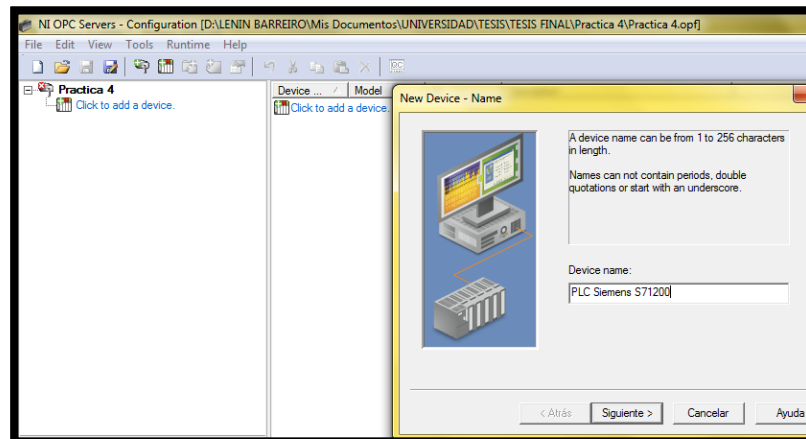 NI OPC Servers - Configuration [D:\LENIN BARREIRO\Mis Documentos\UNIVERSIDAD\TESIS\TESIS FINAL\Practica 4\Practica 4.opf]
File Edit View Tools Runtime Help
Practica 4
Click to add a device.
Device ... Model
Click to add a device.
New Device - Name
A device name can be from 1 to 256 characters
in length.
Names can not contain periods, double
quotations or start with an underscore.
Device name:
PLC Siemens S71200
< Atrás Siguiente > Cancelar Ayuda